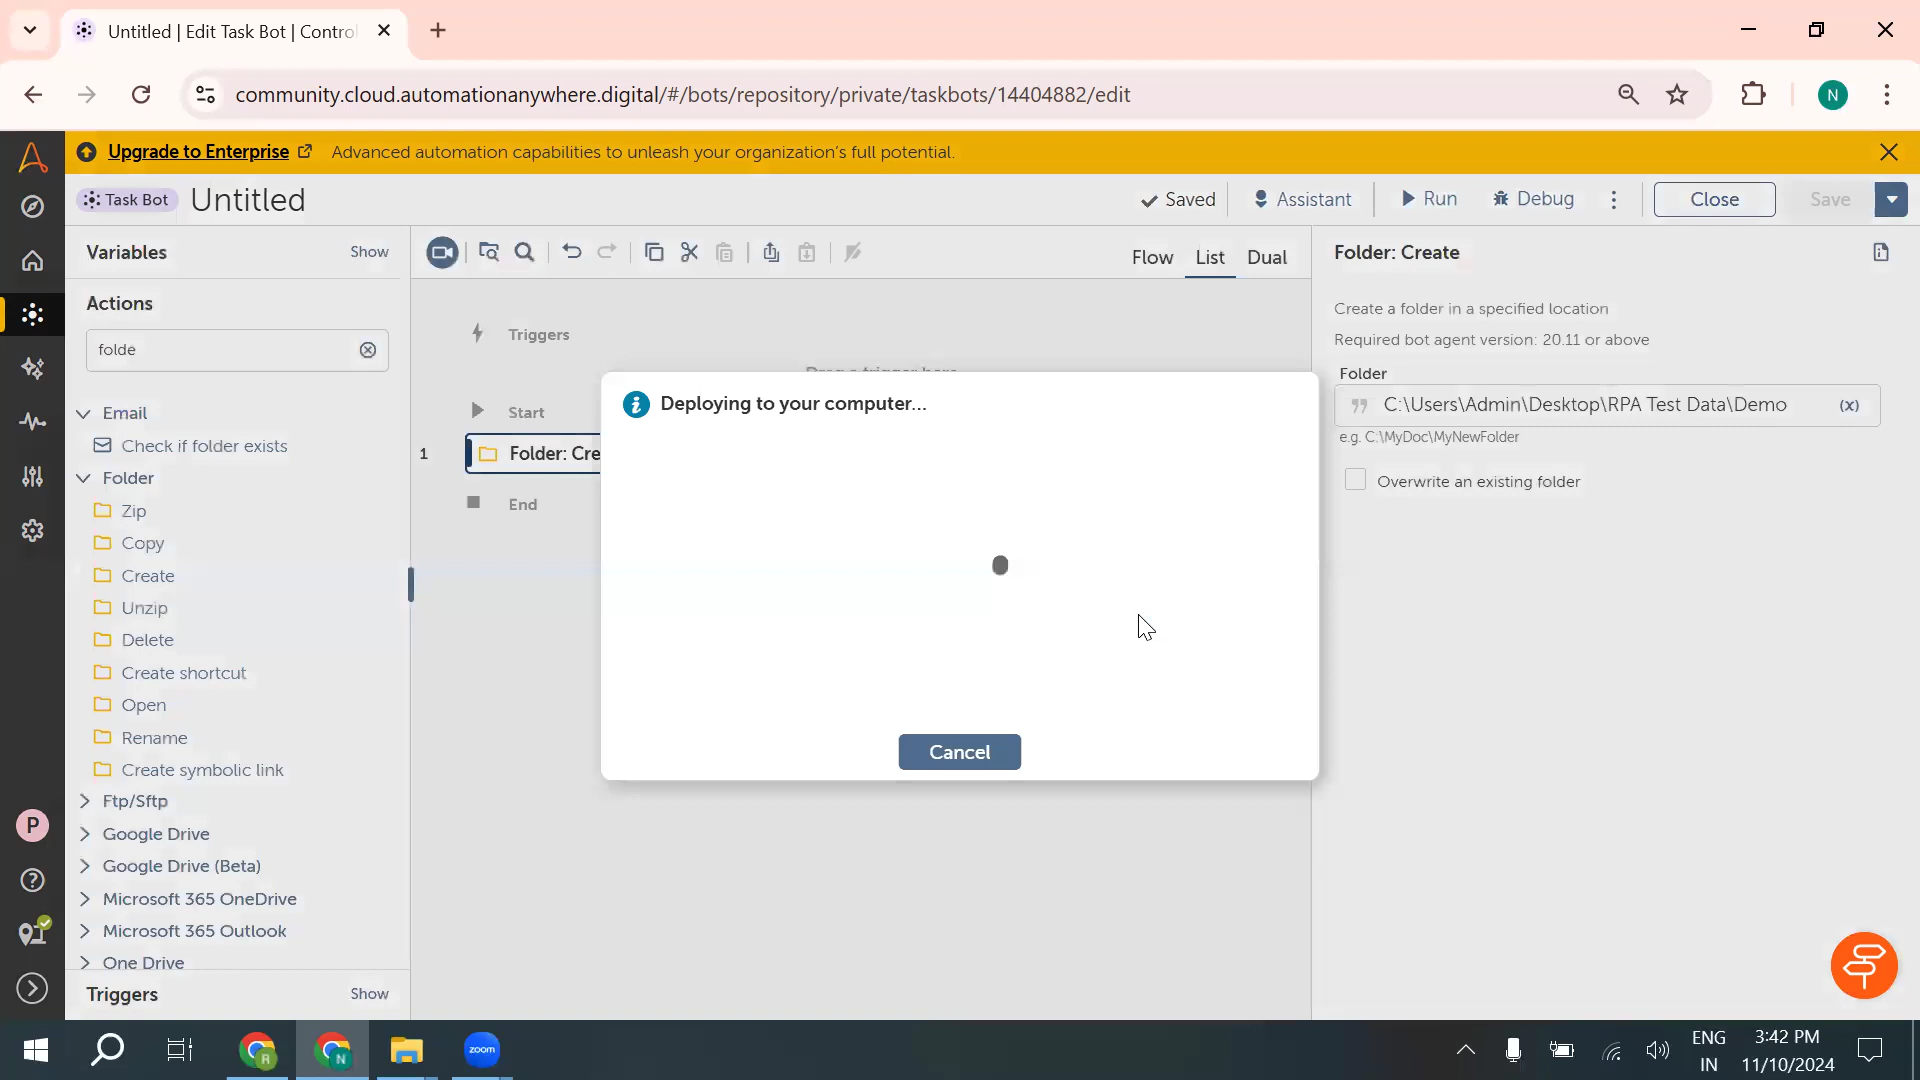 Untitled | Edit Task Bot | Contro
community.cloud.automationanywhere.digital/#/bots/repository/private/taskbots/14404882/edit
N
Upgrade to Enterprise
Advanced automation capabilities to unleash your organization's full potential.
Task Bot
Untitled
Saved
Assistant
Run
Debug
Close
Save
Variables
Show
Flow
List
Dual
Folder: Create
Actions
folde
Triggers
Create a folder in a specified location
Required bot agent version: 20.11 or above
Drag a trigger here
Folder
C:\Users\Admin\Desktop\RPA Test Data\Demo
(x)
e.g. C:\MyDoc\MyNewFolder
Overwrite an existing folder
Start
1
Folder: Cre
End
Deploying to your computer...
Cancel
Email
Check if folder exists
Folder
Zip
Copy
Create
Unzip
Delete
Create shortcut
Open
Rename
Create symbolic link
Ftp/Sftp
Google Drive
Google Drive (Beta)
Microsoft 365 OneDrive
Microsoft 365 Outlook
One Drive
Triggers
Show
P
A
N
zoom
ENG
IN
3:42 PM
11/10/2024